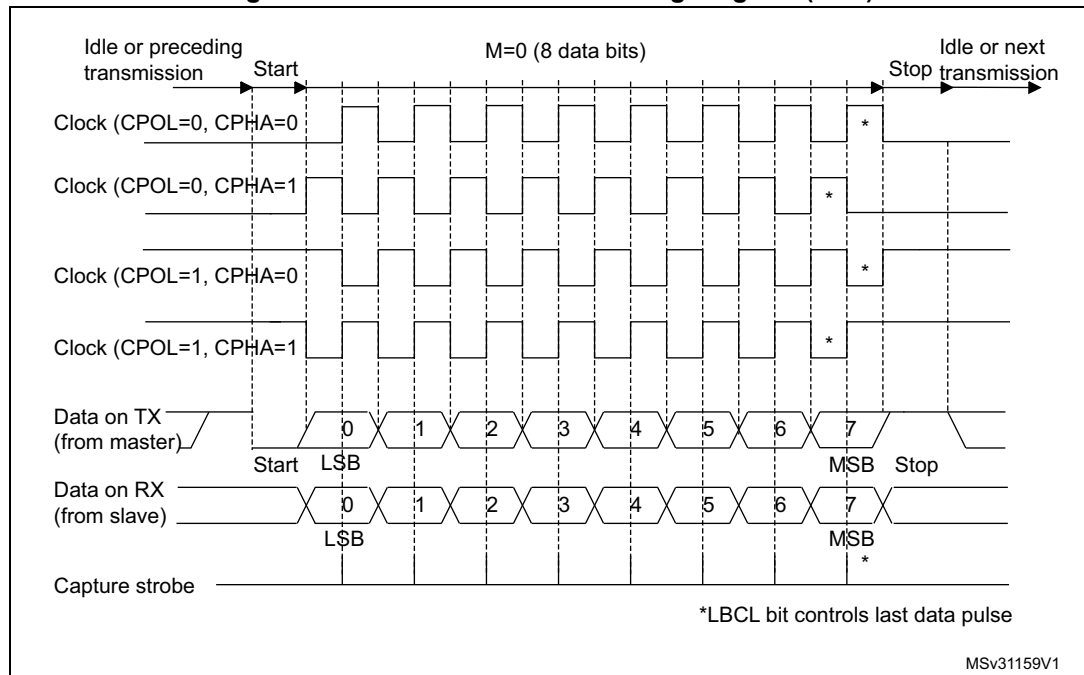 Idle or preceding transmission
Start
M=0 (8 data bits)
Stop
Idle or next transmission
Clock (CPOL=0, CPHA=0
*
Clock (CPOL=0, CPHA=1
*
Clock (CPOL=1, CPHA=0
*
Clock (CPOL=1, CPHA=1
*
Data on TX
(from master)
0 1 2 3 4 5 6 7
Start LSB MSB Stop
Data on RX
(from slave)
0 1 2 3 4 5 6 7
LSB MSB
*
Capture strobe
*LBCL bit controls last data pulse
MSv31159V1